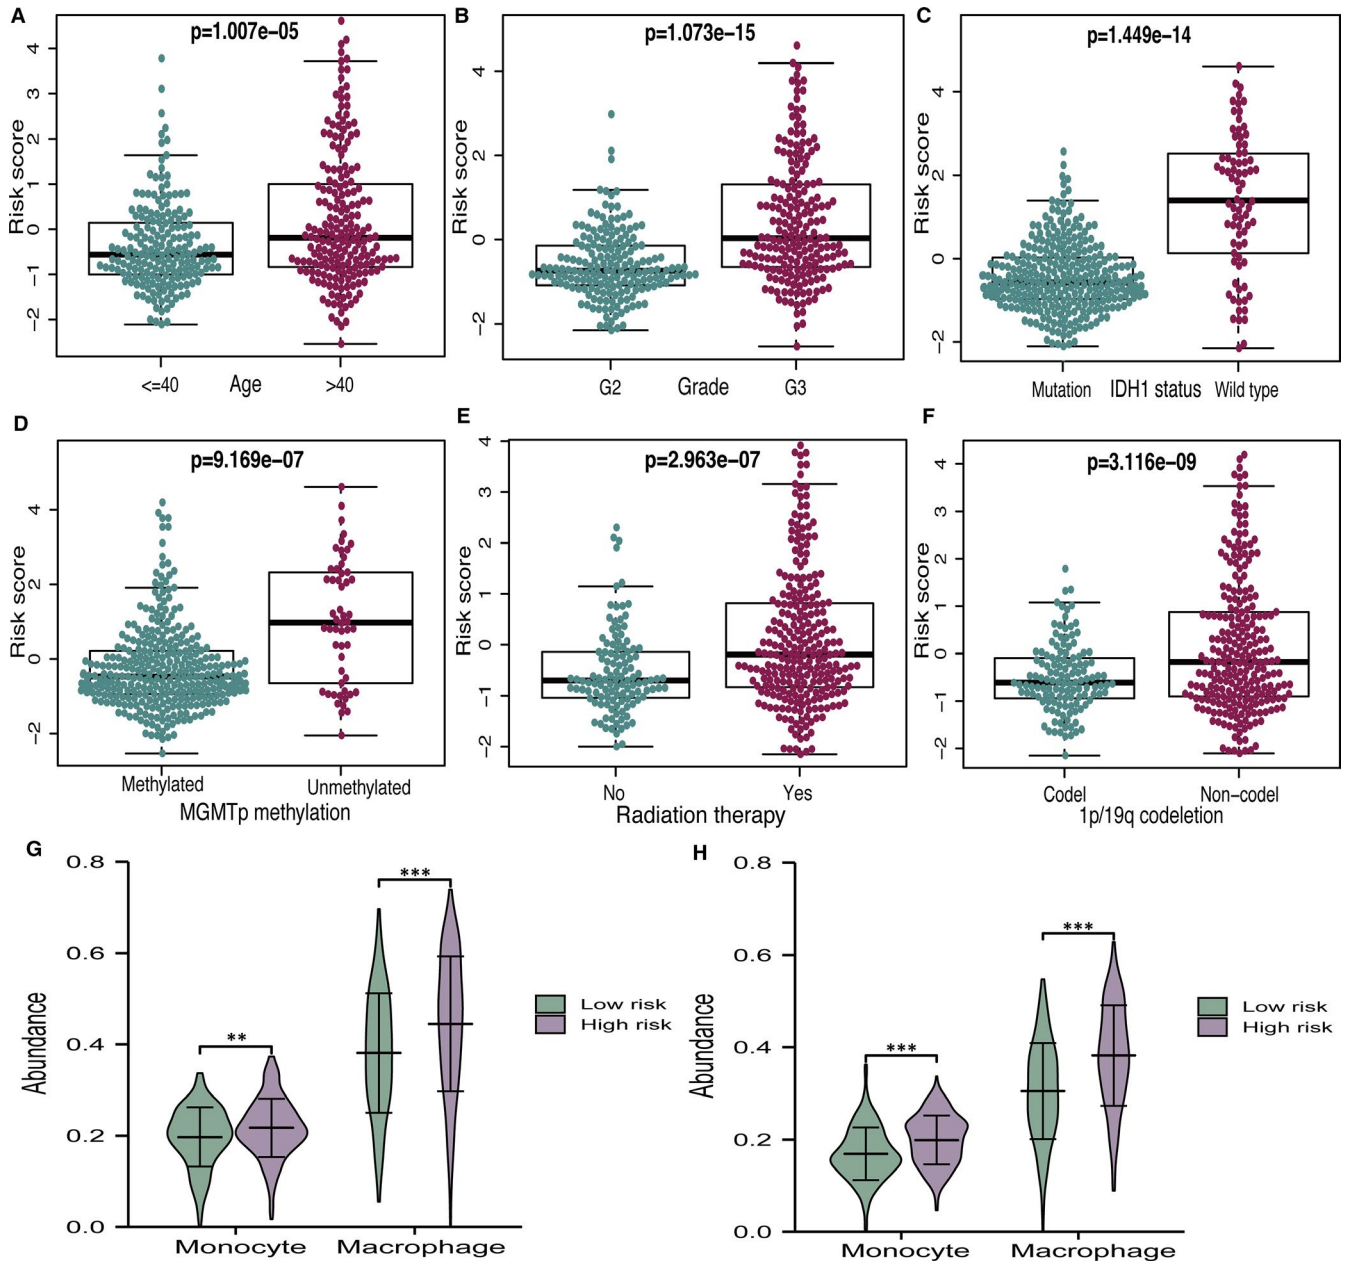 A
p=1.007e−05
Risk score
4
3
2
1
0
−1
−2
<=40 Age >40
B
p=1.073e−15
Risk score
4
2
0
−2
G2 Grade G3
C
p=1.449e−14
Risk score
4
2
0
−2
Mutation IDH1 status Wild type
D
p=9.169e−07
Risk score
4
2
0
−2
Methylated Unmethylated
MGMTp methylation
E
p=2.963e−07
Risk score
4
3
2
1
0
−1
−2
No Yes
Radiation therapy
F
p=3.116e−09
Risk score
4
3
2
1
0
−1
−2
Codel Non−codel
1p/19q codeletion
G
Abundance
0.8
0.6
0.4
0.2
0.0
**
***
Monocyte Macrophage
Low risk
High risk
H
Abundance
0.8
0.6
0.4
0.2
0.0
***
***
Monocyte Macrophage
Low risk
High risk